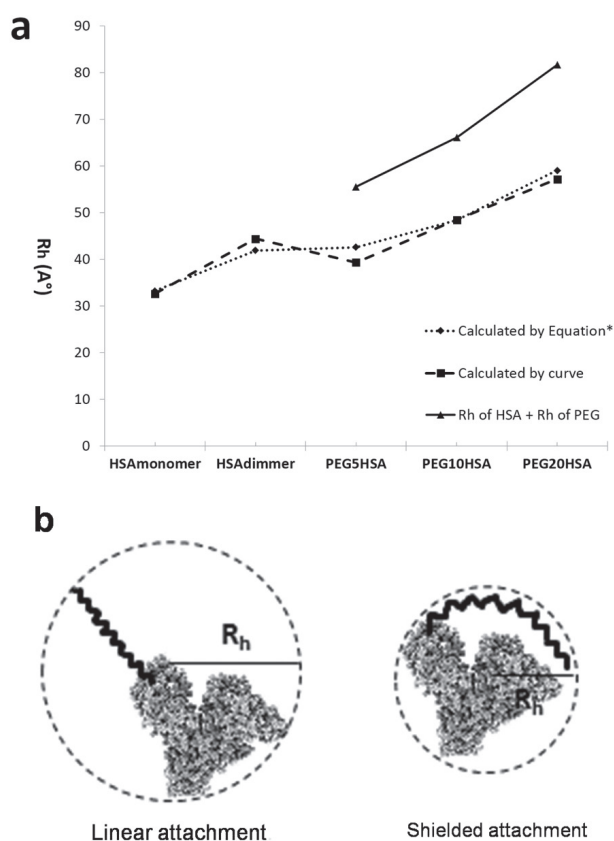 a
90
80
70
60
50
40
30
20
10
0
Rh (A°)
Calculated by Equation*
Calculated by curve
Rh of HSA + Rh of PEG
HSAmonomer HSAdimmer PEG5HSA PEG10HSA PEG20HSA
b
Rh
Rh
Linear attachment
Shielded attachment